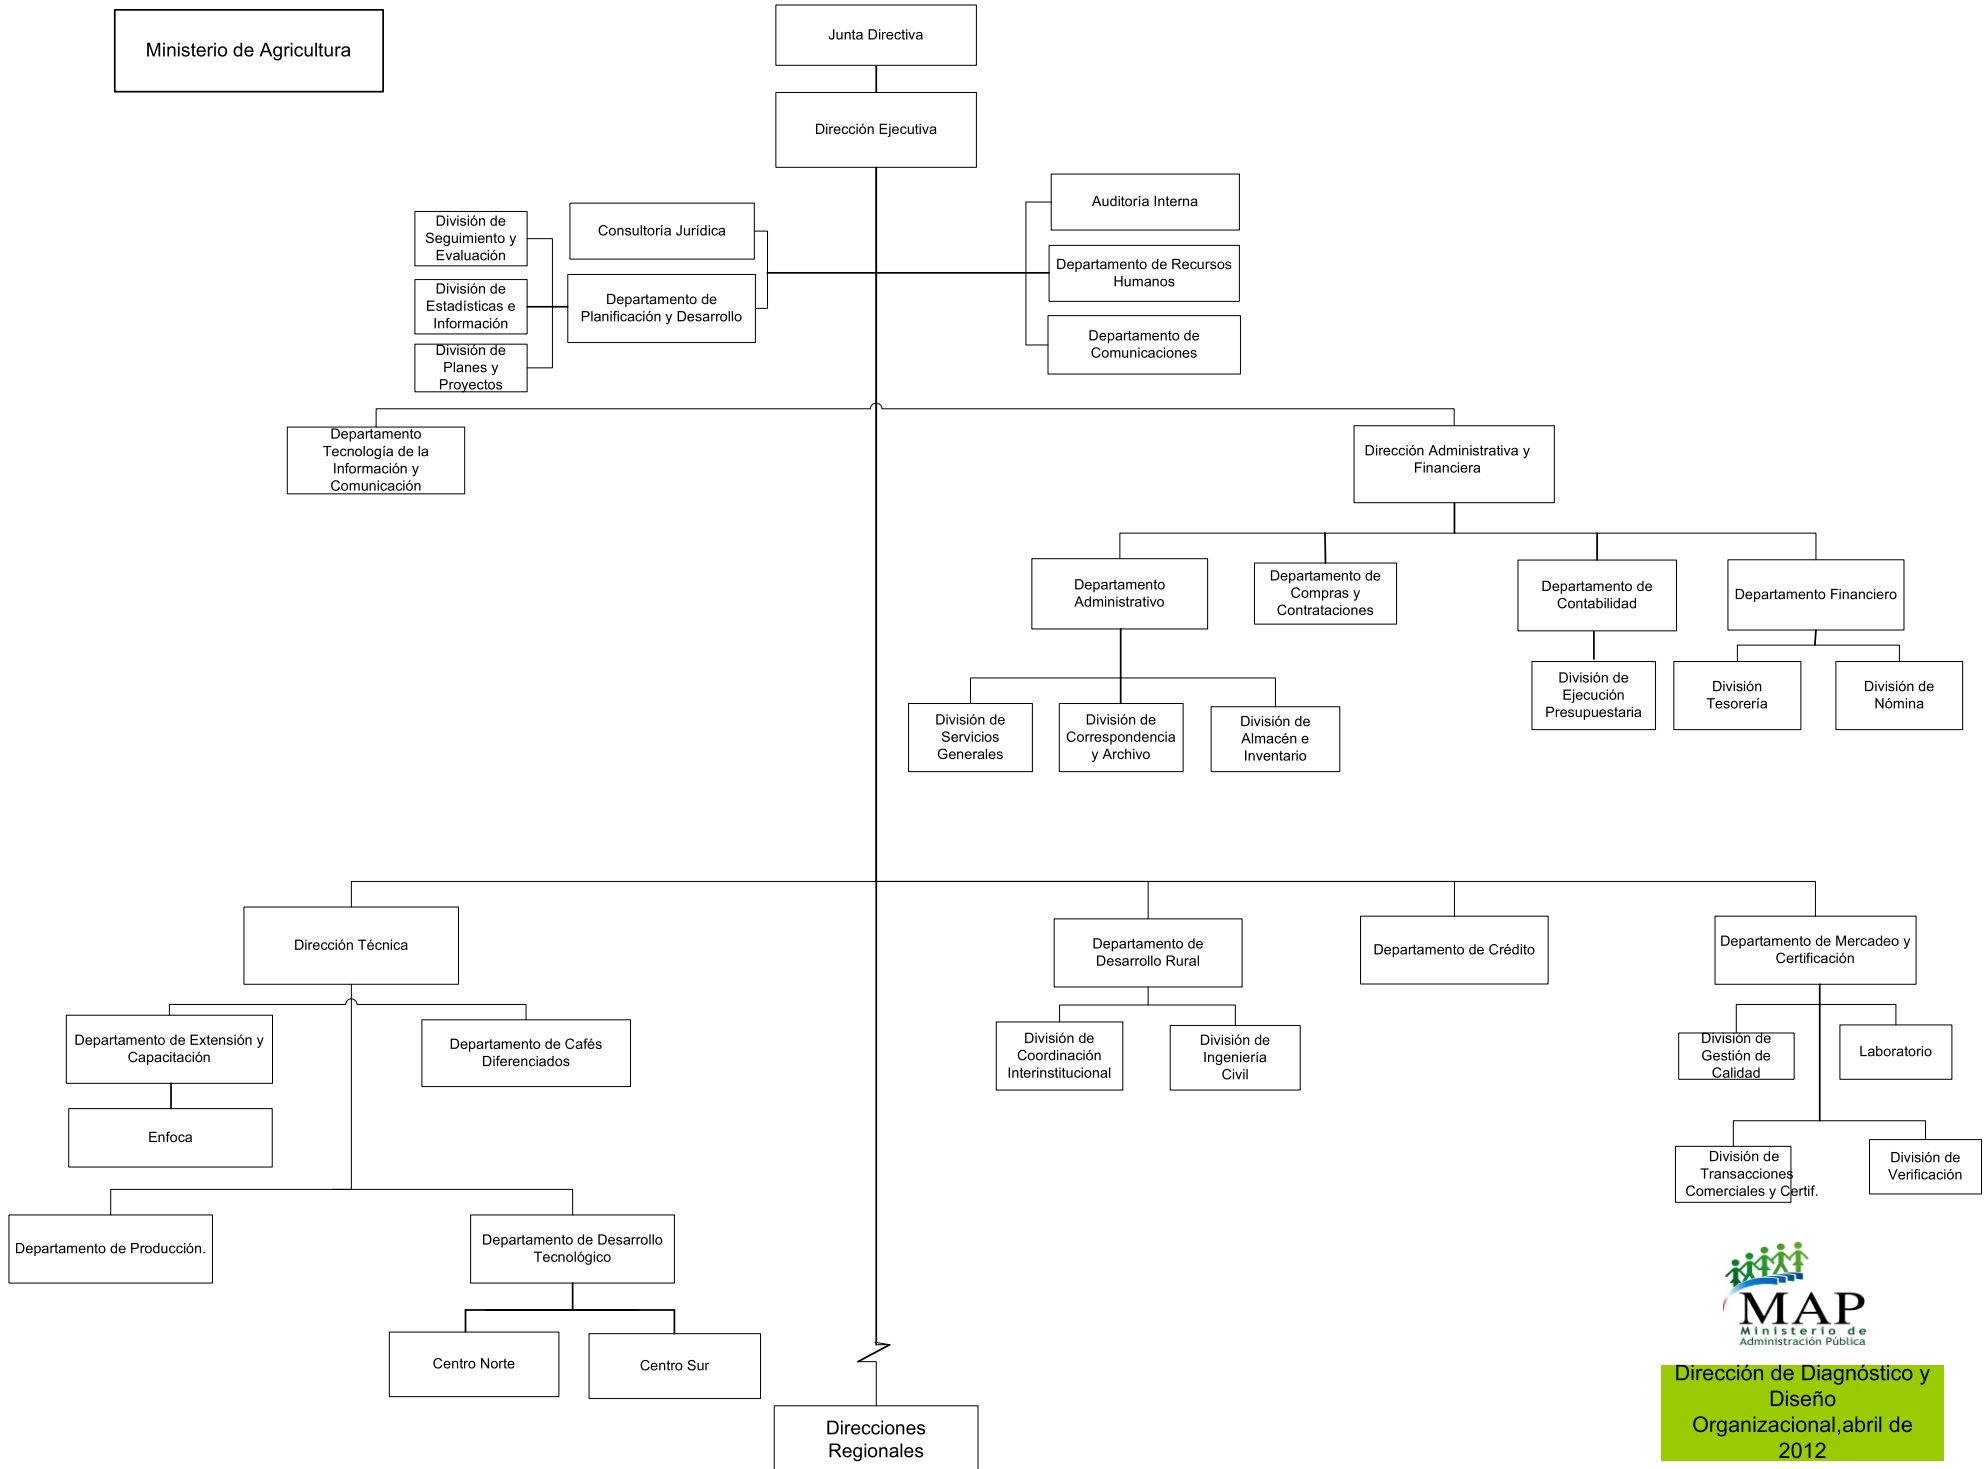 Ministerio de Agricultura
Junta Directiva
Dirección Ejecutiva
Auditoría Interna
Consultoría Jurídica
División de
Seguimiento y
Evaluación
Departamento de Recursos
Humanos
Departamento de
Planificación y Desarrollo
División de
Estadísticas e
Información
Departamento de
Comunicaciones
División de
Planes y
Proyectos
Departamento
Tecnología de la
Información y
Comunicación
Dirección Administrativa y
Financiera
Departamento
Administrativo
Departamento de
Compras y
Contrataciones
Departamento de
Contabilidad
Departamento Financiero
División de
Ejecución
Presupuestaria
División
Tesorería
División de
Nómina
División de
Servicios
Generales
División de
Correspondencia
y Archivo
División de
Almacén e
Inventario
Dirección Técnica
Departamento de
Desarrollo Rural
Departamento de Crédito
Departamento de Mercadeo y
Certificación
Departamento de Extensión y
Capacitación
Departamento de Cafés
Diferenciados
División de
Coordinación
Interinstitucional
División de
Ingeniería
Civil
División de
Gestión de
Calidad
Laboratorio
Enfoca
División de
Transacciones
Comerciales y Certif.
División de
Verificación
Departamento de Producción.
Departamento de Desarrollo
Tecnológico
Centro Norte
Centro Sur
Direcciones
Regionales
MAP
Ministerio de
Administración Pública
Dirección de Diagnóstico y
Diseño
Organizacional,abril de
2012